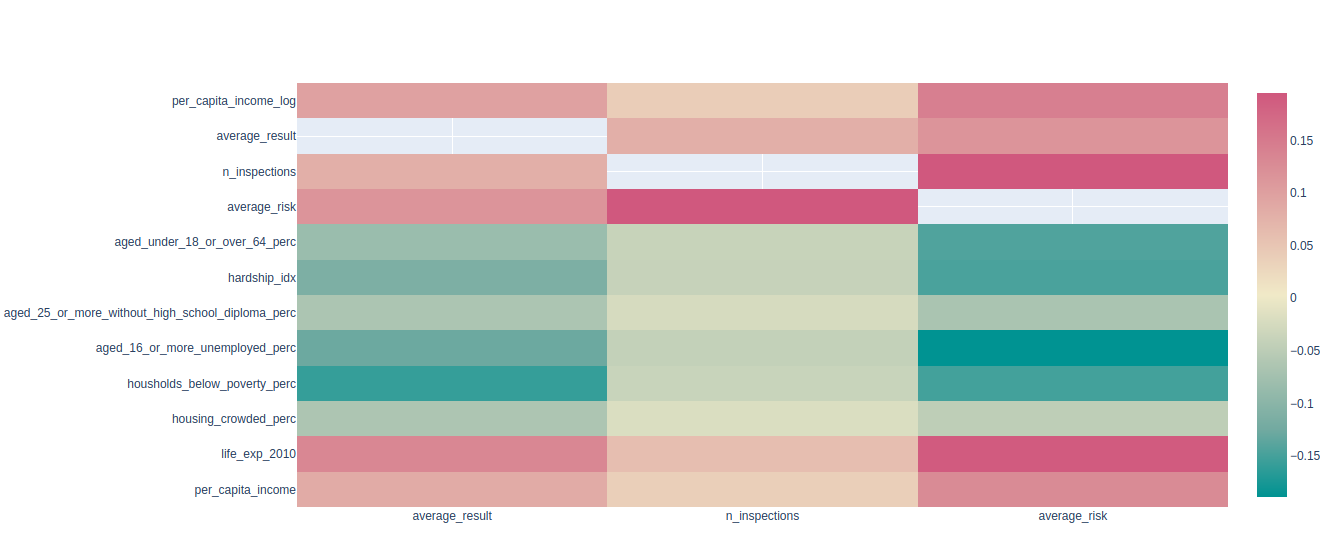 per_capita_income_log
average_result
n_inspections
average_risk
aged_under_18_or_over_64_perc
hardship_idx
aged_25_or_more_without_high_school_diploma_perc
aged_16_or_more_unemployed_perc
housholds_below_poverty_perc
housing_crowded_perc
life_exp_2010
per_capita_income
average_result
n_inspections
average_risk
0.15
0.1
0.05
0
−0.05
−0.1
−0.15